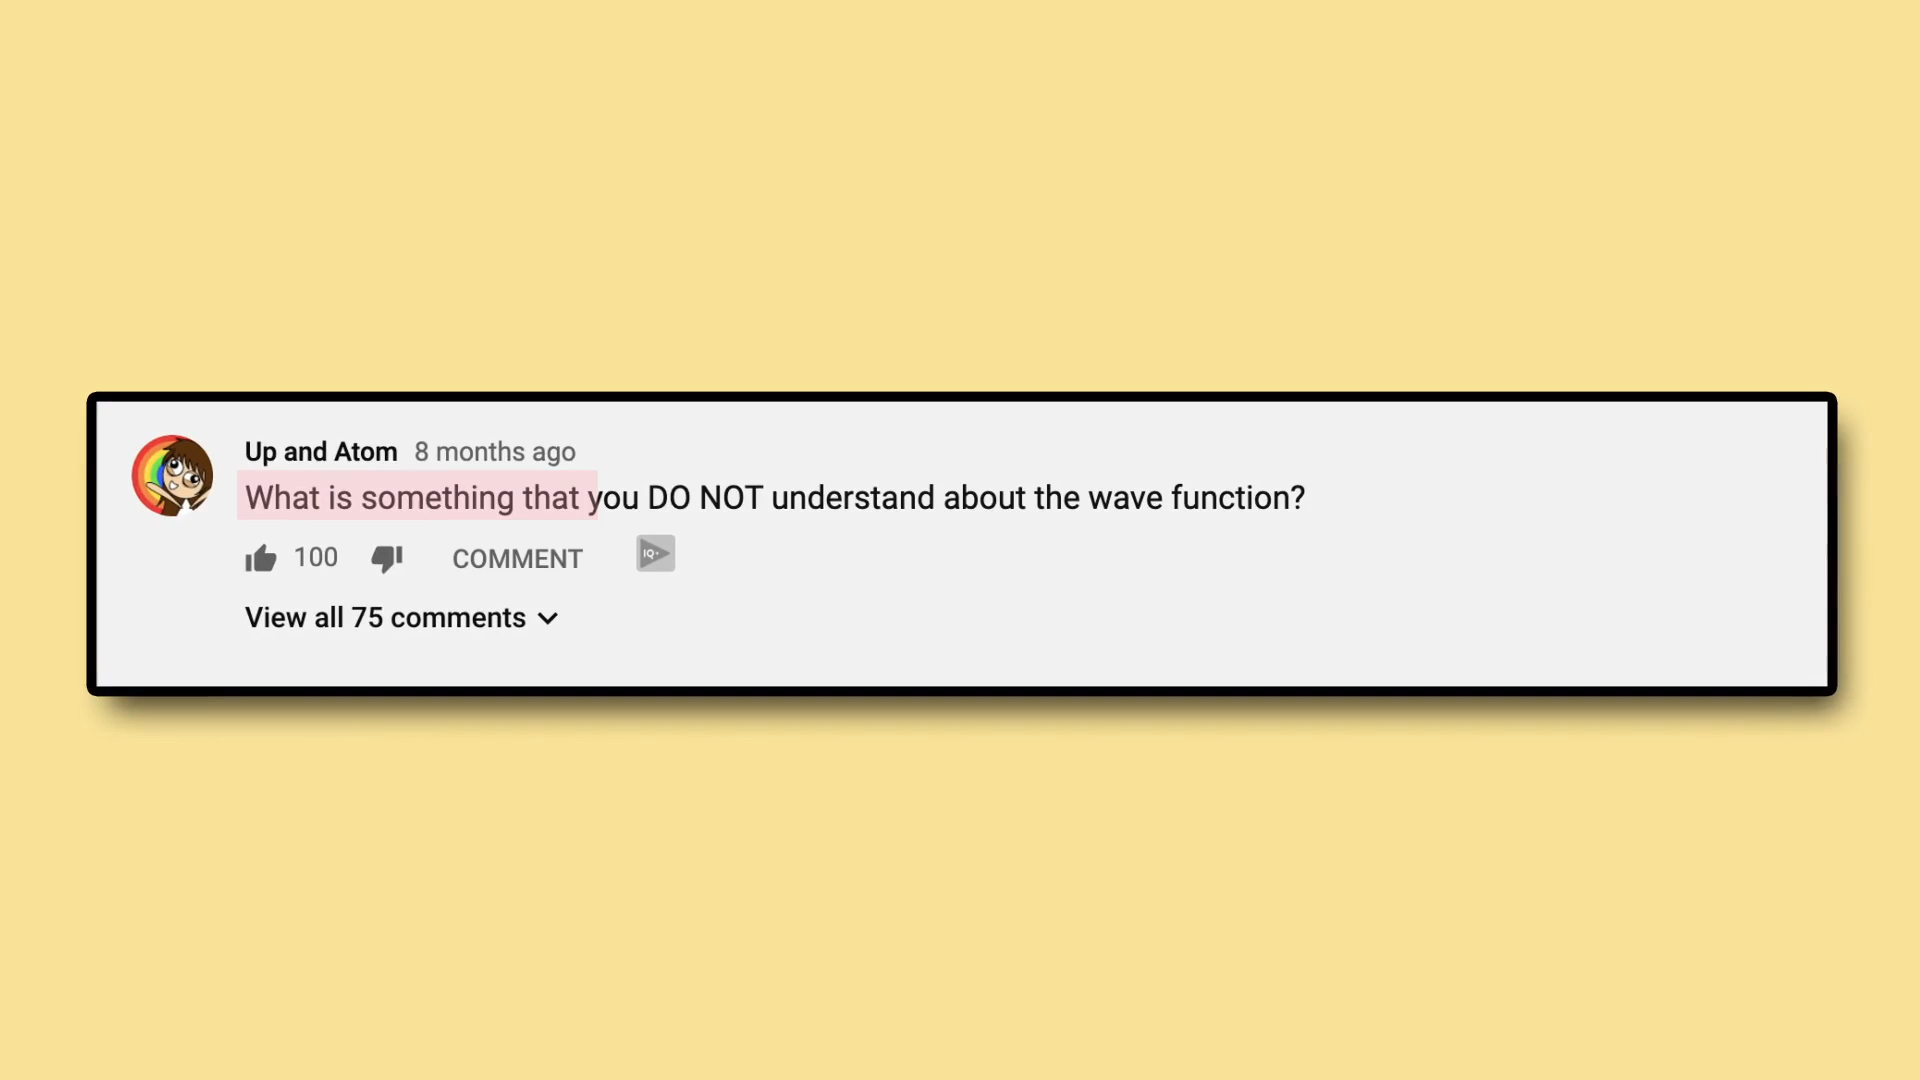 Up and Atom 8 months ago
What is something that you DO NOT understand about the wave function?
100 COMMENT IQ+
View all 75 comments